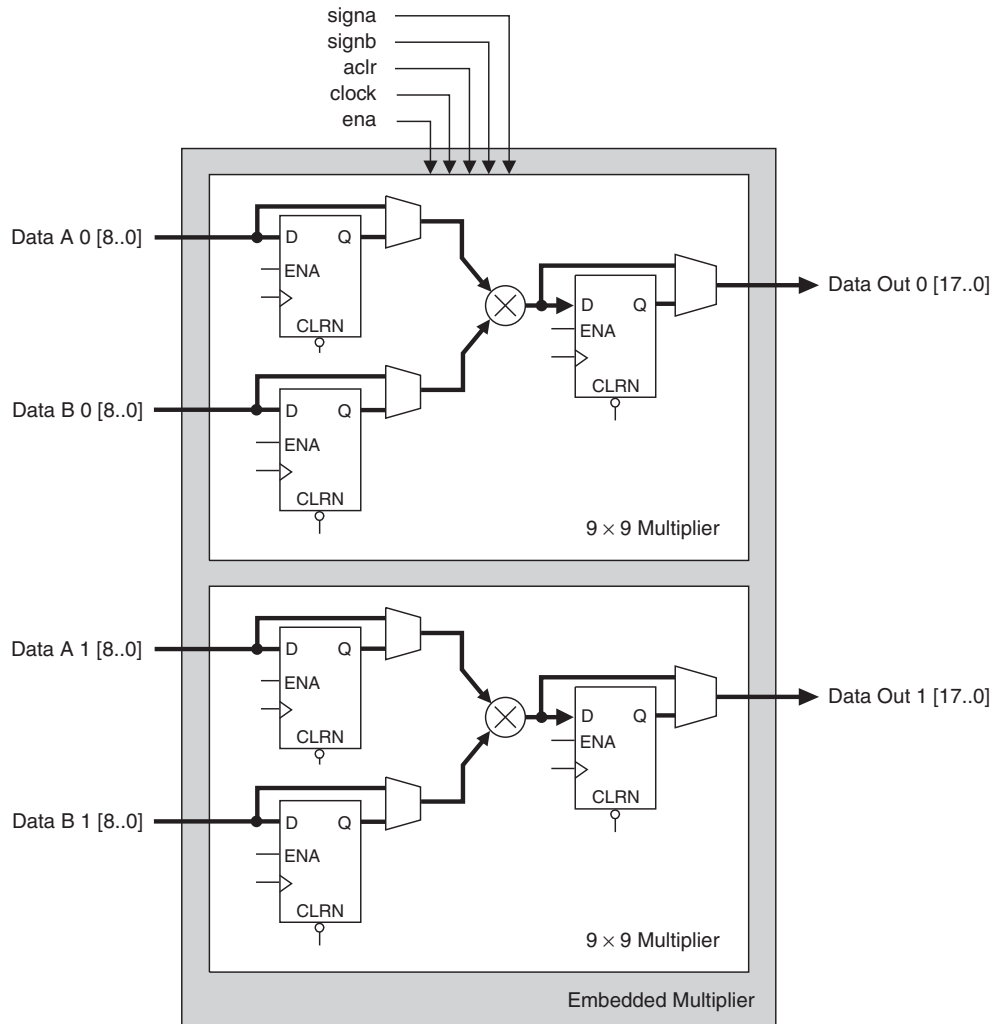 signa
signb
aclr
clock
ena
Data A 0 [8..0]
D Q
ENA
CLRN
Data B 0 [8..0]
D Q
ENA
CLRN
D Q
ENA
CLRN
Data Out 0 [17..0]
9 × 9 Multiplier
Data A 1 [8..0]
D Q
ENA
CLRN
Data B 1 [8..0]
D Q
ENA
CLRN
D Q
ENA
CLRN
Data Out 1 [17..0]
9 × 9 Multiplier
Embedded Multiplier